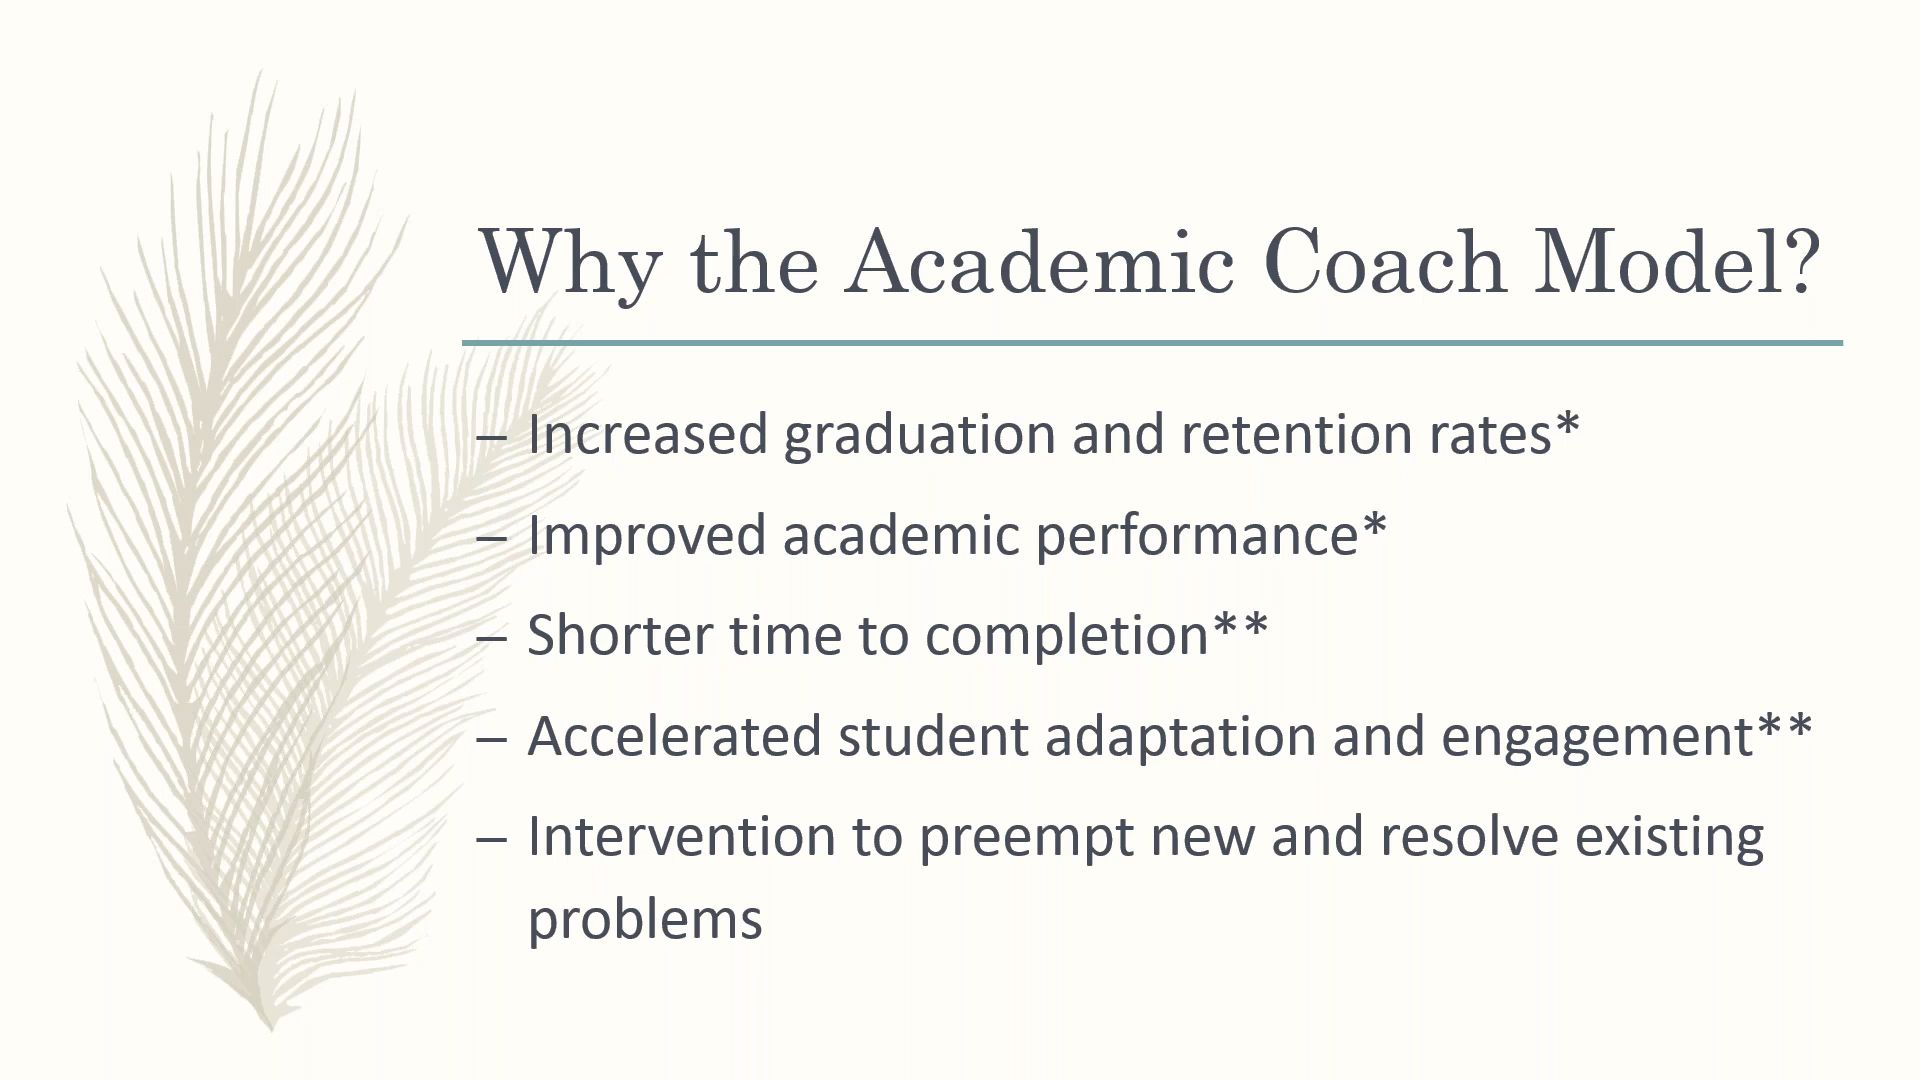 Why the Academic Coach Model?
– Increased graduation and retention rates*
– Improved academic performance*
– Shorter time to completion**
– Accelerated student adaptation and engagement**
– Intervention to preempt new and resolve existing
problems